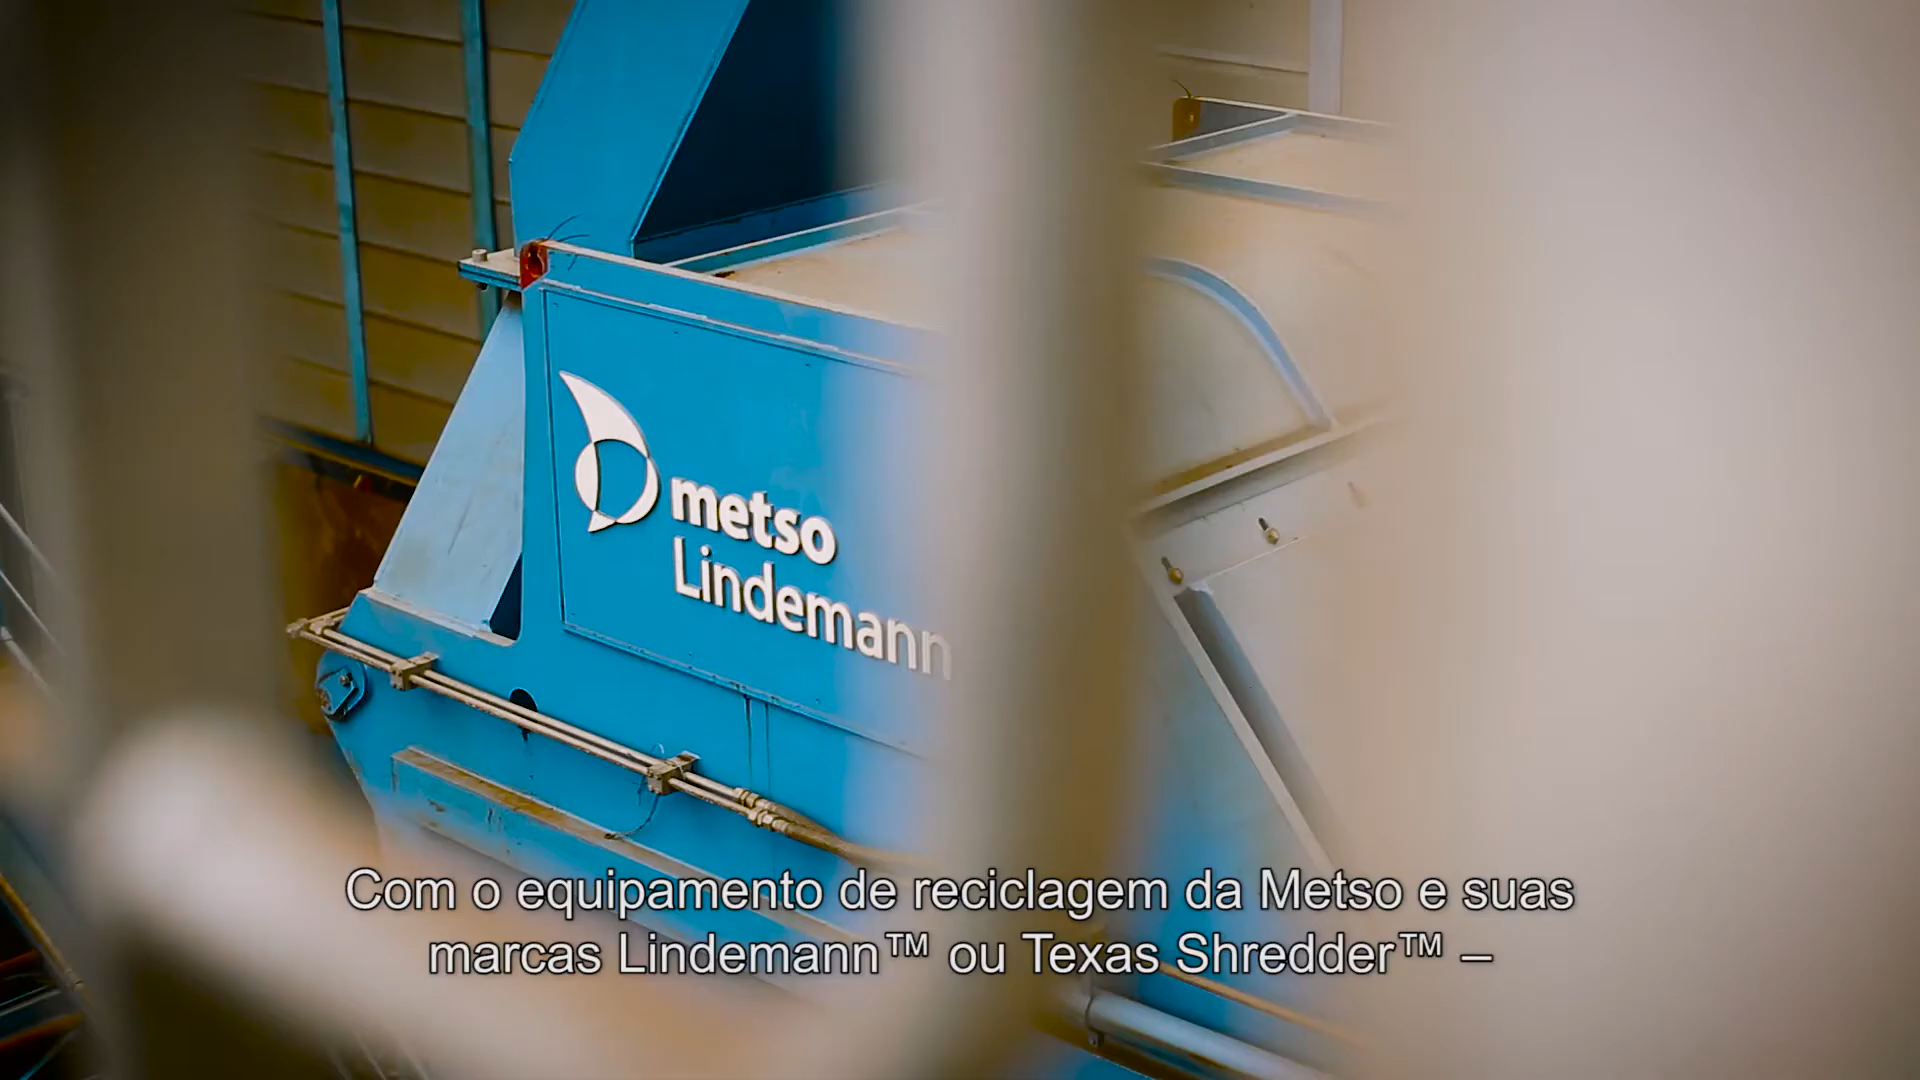 metso
Lindemann
Com o equipamento de reciclagem da Metso e suas
marcas Lindemann™ ou Texas Shredder™ –